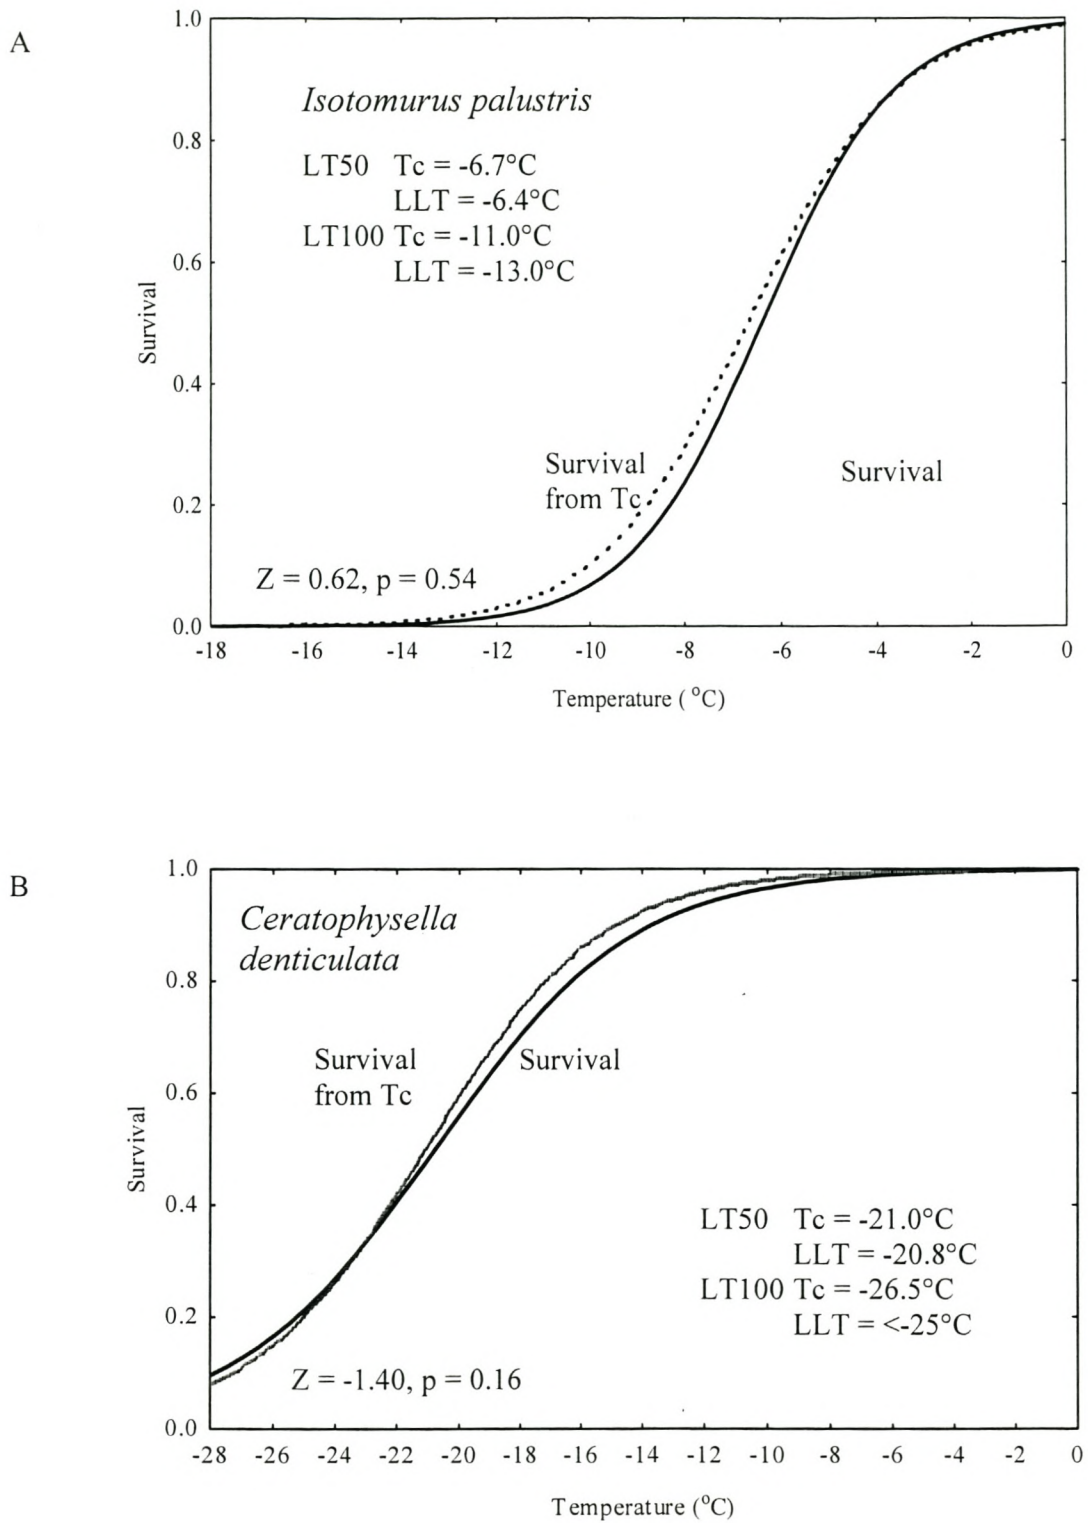 A
Isotomurus palustris
LT50 Tc = -6.7°C
LLT = -6.4°C
LT100 Tc = -11.0°C
LLT = -13.0°C
Survival
from Tc
Survival
Z = 0.62, p = 0.54
Survival
1.0
0.8
0.6
0.4
0.2
0.0
-18 -16 -14 -12 -10 -8 -6 -4 -2 0
Temperature ( °C)
B
Ceratophysella
denticulata
Survival
from Tc
Survival
LT50 Tc = -21.0°C
LLT = -20.8°C
LT100 Tc = -26.5°C
LLT = <-25°C
Z = -1.40, p = 0.16
Survival
1.0
0.8
0.6
0.4
0.2
0.0
-28 -26 -24 -22 -20 -18 -16 -14 -12 -10 -8 -6 -4 -2 0
Temperature (°C)